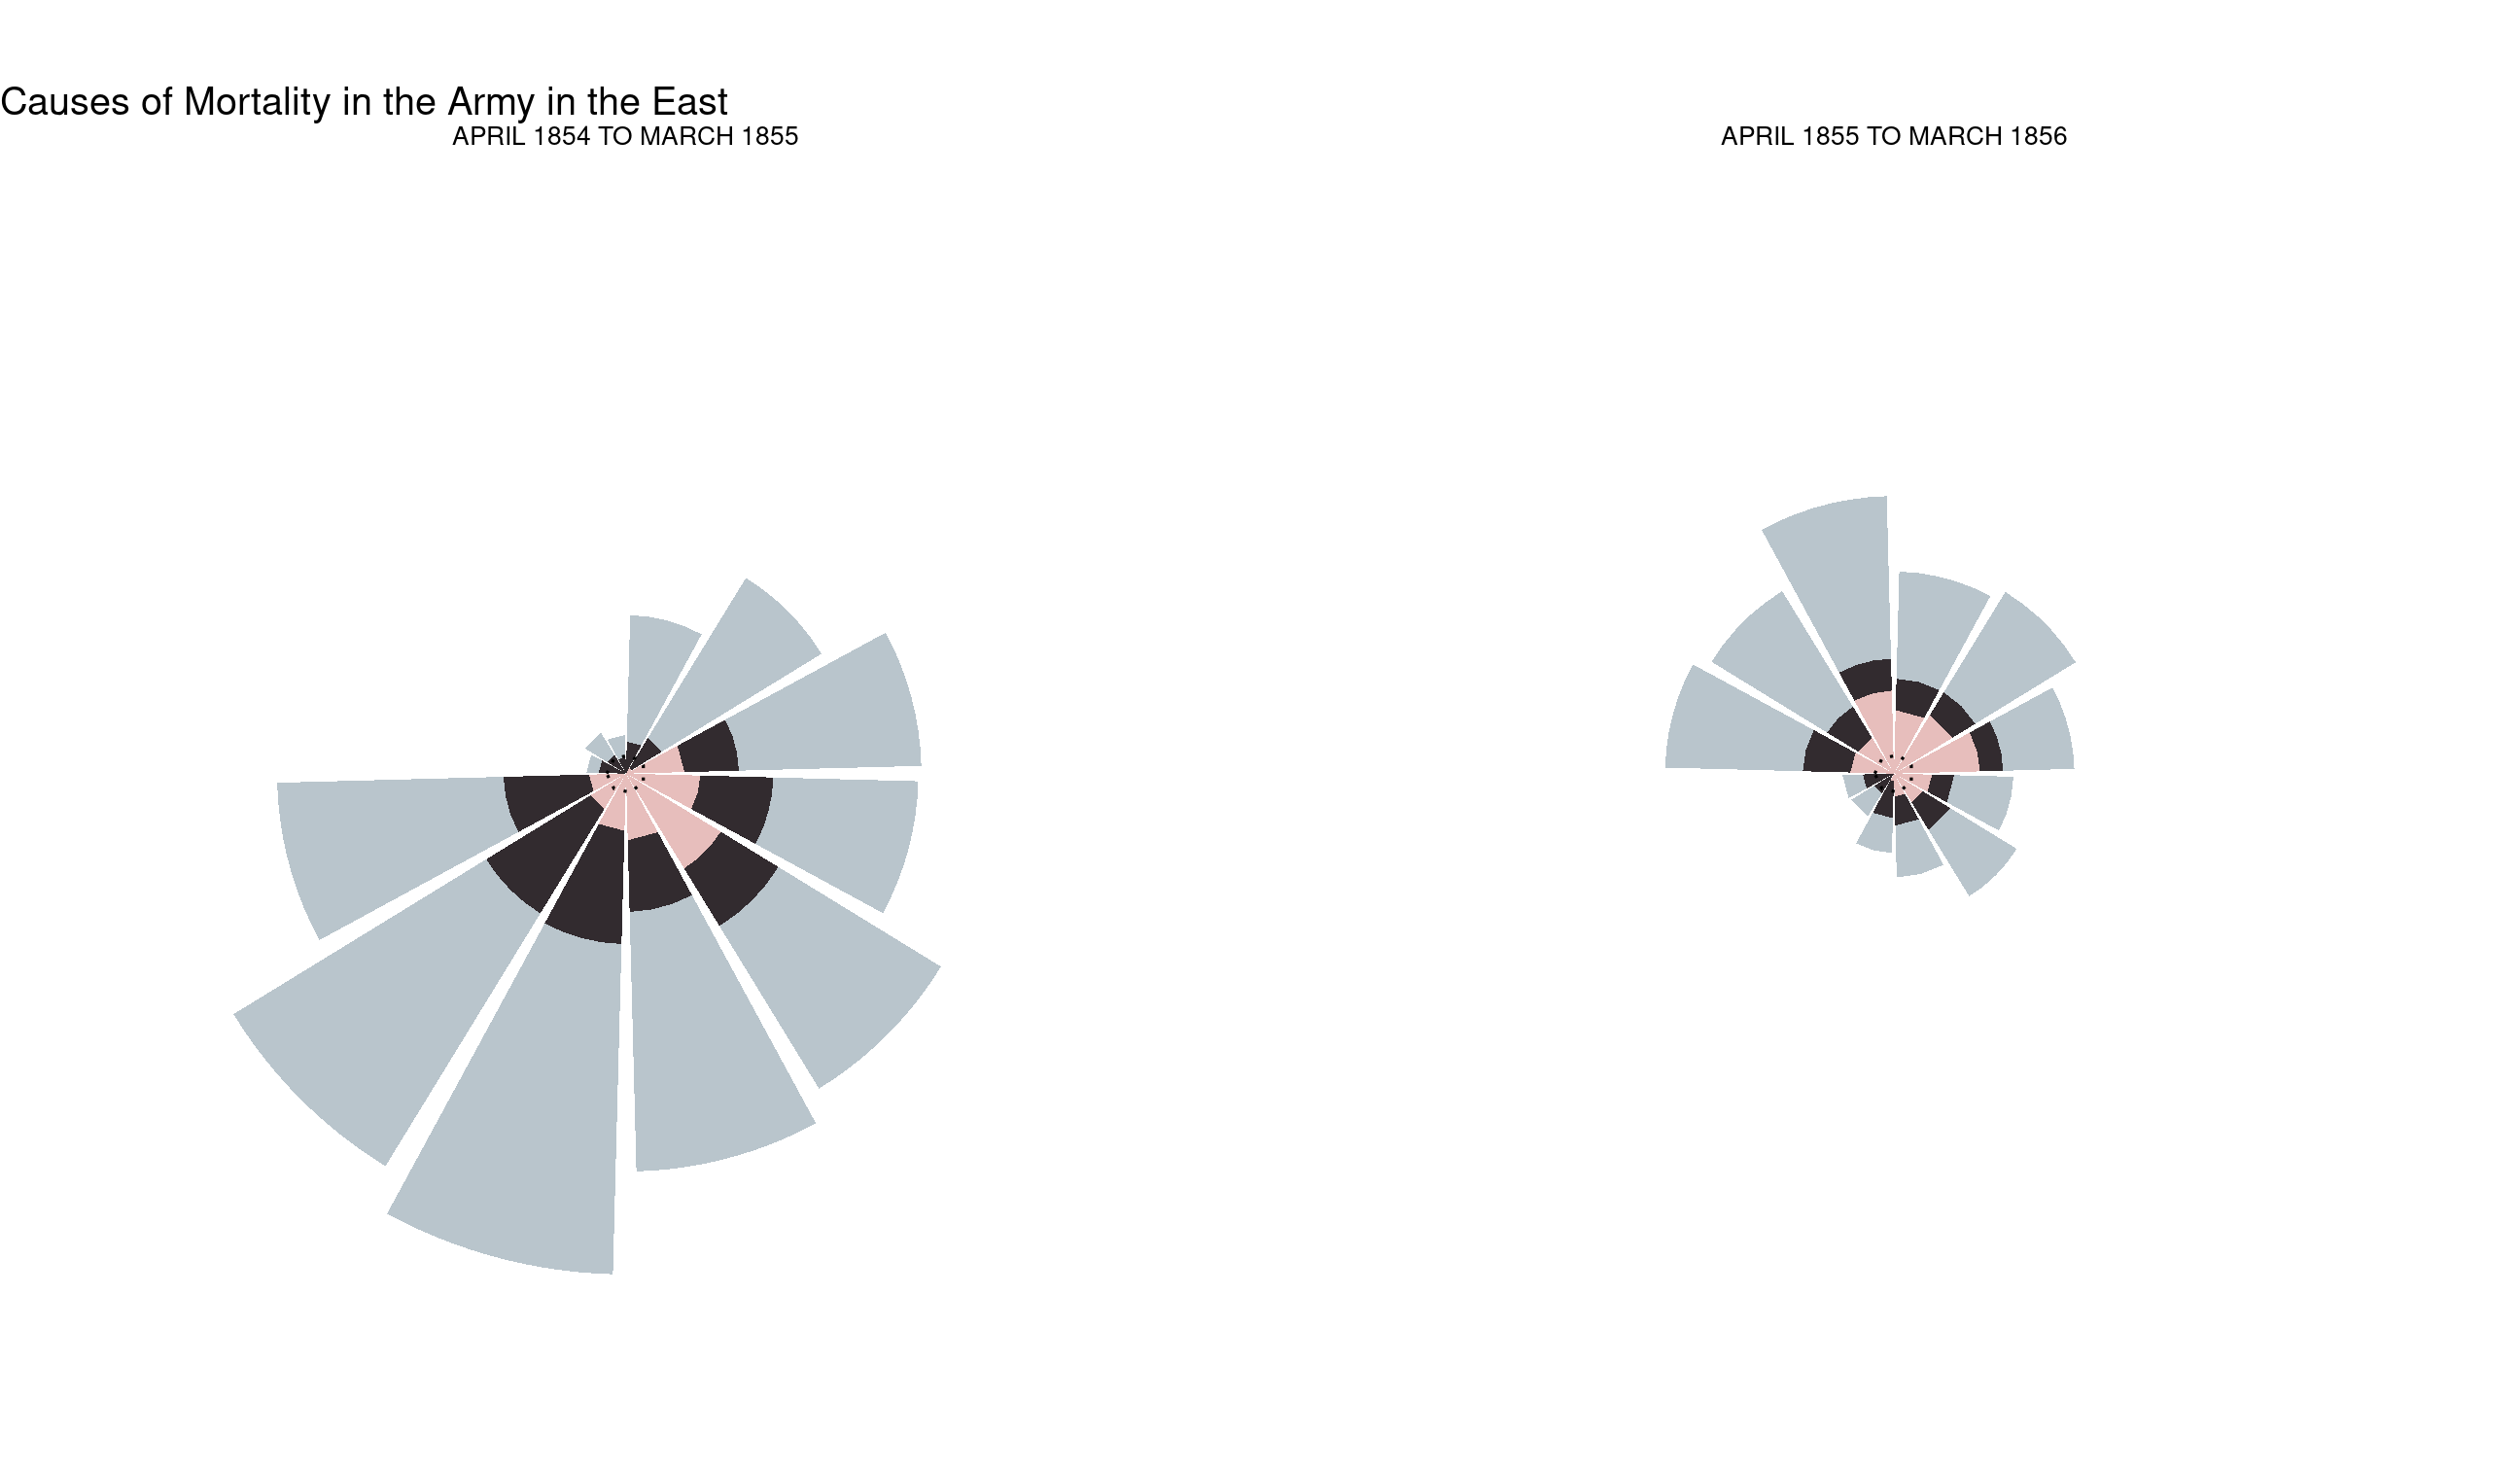 Causes of Mortality in the Army in the East
APRIL 1854 TO MARCH 1855
APRIL 1855 TO MARCH 1856